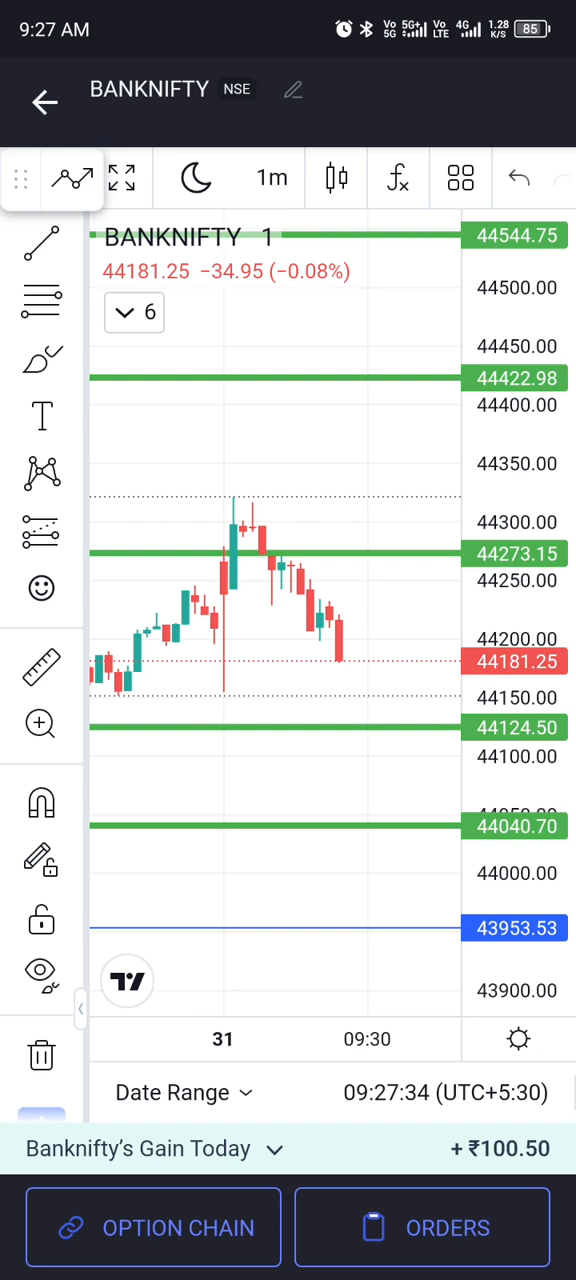 9:27 AM
Vo 5G 5G+ Vo LTE 4G 1.28 K/S 85
BANKNIFTY NSE
1m fx
BANKNIFTY 1
44181.25 −34.95 (−0.08%)
6
T
44544.75
44500.00
44450.00
44422.98
44400.00
44350.00
44300.00
44273.15
44250.00
44200.00
44181.25
44150.00
44124.50
44100.00
44050.00
44040.70
44000.00
43953.53
43900.00
31 09:30
Date Range 09:27:34 (UTC+5:30)
Banknifty’s Gain Today + ₹100.50
OPTION CHAIN ORDERS